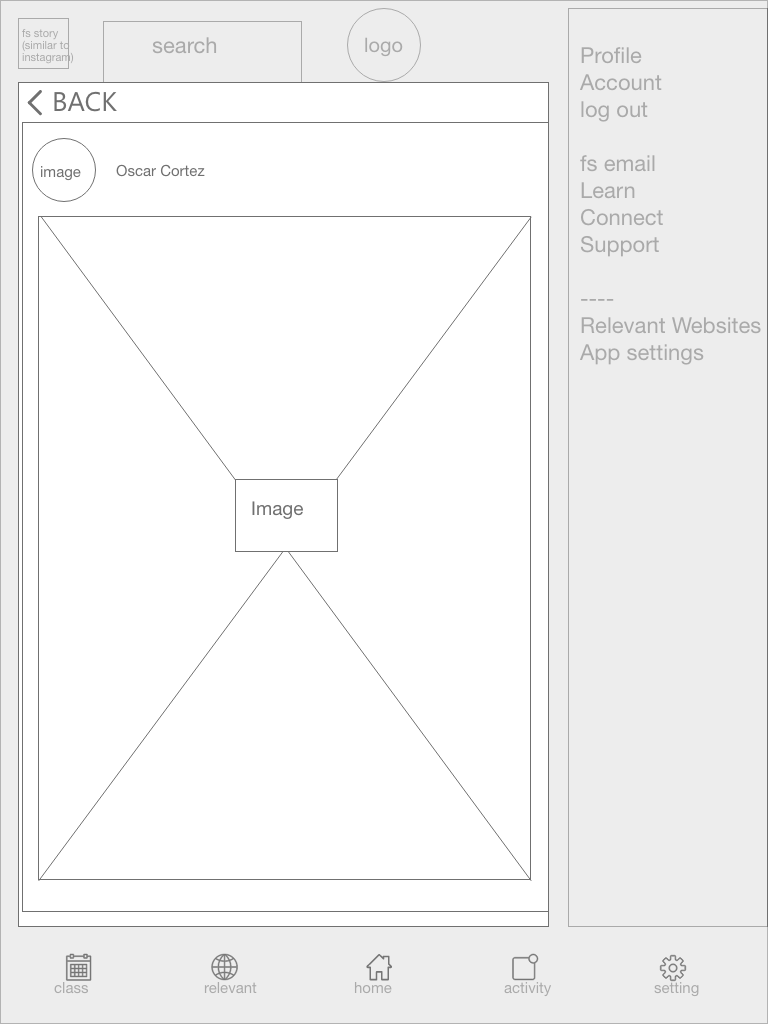 fs story
(similar to
instagram)
search
logo
BACK
image
Oscar Cortez
Image
Profile
Account
log out
fs email
Learn
Connect
Support
----
Relevant Websites
App settings
class
relevant
home
activity
setting